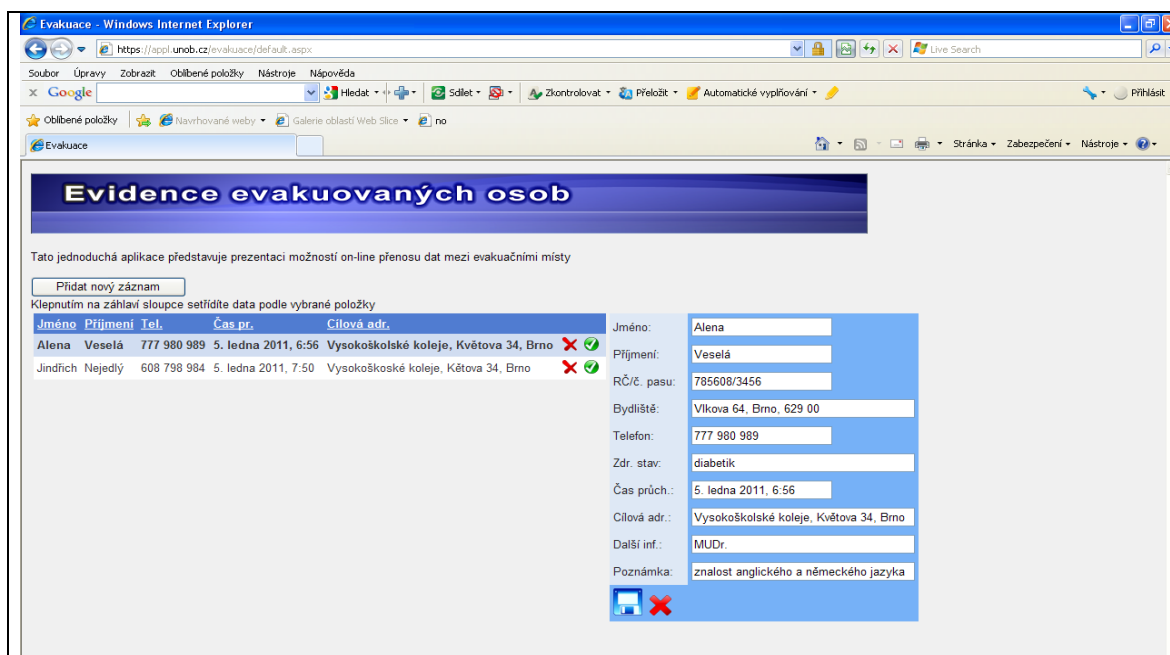 Evakuace - Windows Internet Explorer
https://appl.unob.cz/evakuace/default.aspx
Live Search
Soubor Úpravy Zobrazit Oblíbené položky Nástroje Nápověda
x Google Hledat Sdílet Zkontrolovat Přeložit Automatické vyplňování Přihlásit
Oblíbené položky Navrhované weby Galerie oblastí Web Slice no
Evakuace Stránka Zabezpečení Nástroje
Evidence evakuovaných osob
Tato jednoduchá aplikace představuje prezentaci možností on-line přenosu dat mezi evakuačními místy
Přidat nový záznam
Klepnutím na záhlaví sloupce setřídíte data podle vybrané položky
Jméno Příjmení Tel. Čas pr. Cílová adr.
Alena Veselá 777 980 989 5. ledna 2011, 6:56 Vysokoškolské koleje, Květova 34, Brno
Jindřich Nejedlý 608 798 984 5. ledna 2011, 7:50 Vysokoškoské koleje, Kětova 34, Brno
Jméno: Alena
Příjmení: Veselá
RČ/č. pasu: 785608/3456
Bydliště: Vlkova 64, Brno, 629 00
Telefon: 777 980 989
Zdr. stav: diabetik
Čas průch.: 5. ledna 2011, 6:56
Cílová adr.: Vysokoškolské koleje, Květova 34, Brno
Další inf.: MUDr.
Poznámka: znalost anglického a německého jazyka